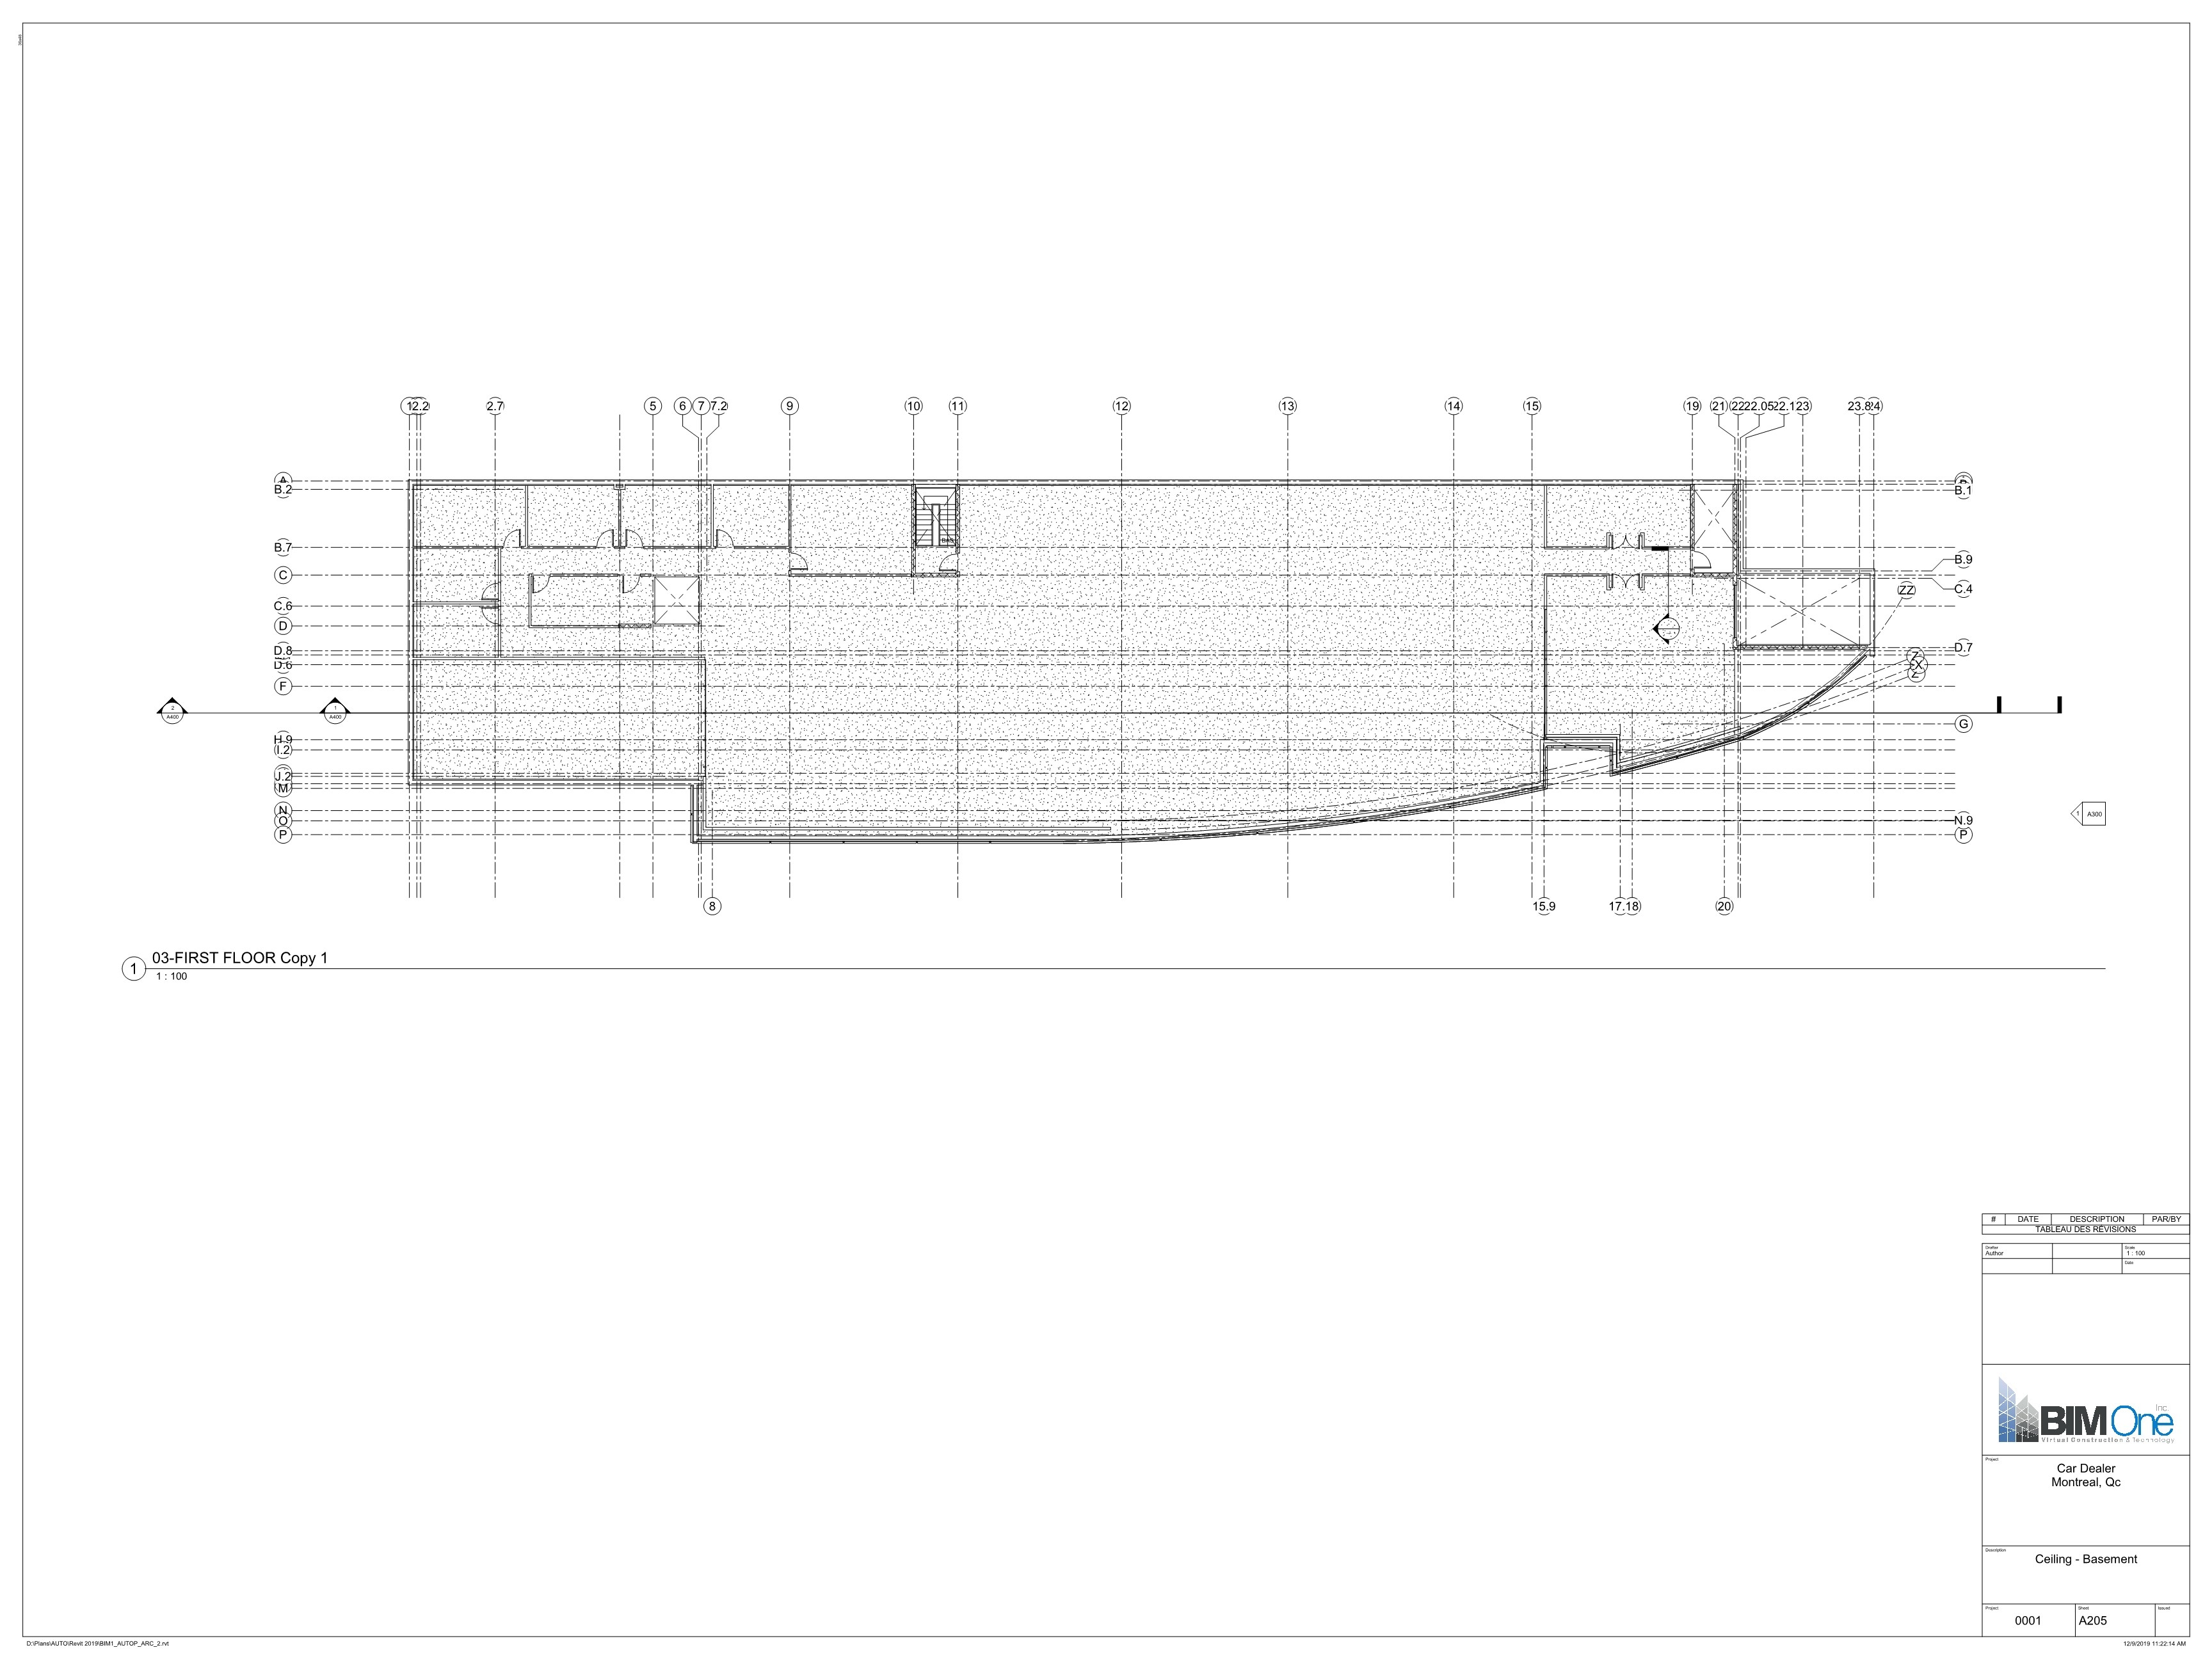 30x40
1 2.2 2.7 5 6 7 7.2 9 10 11 12 13 14 15 19 21 22 22.05 22.1 23 23.8 24
A
B.2
B.1
B.7
B.9
C
C.4
ZZ
C.6
D
D.8
D.7
D.6
Z
X
Z
F
2
A400
1
A400
G
H.9
I.2
J.2
M
N
O
N.9
P
P
1
A300
8 15.9 17. 18 20
1
03-FIRST FLOOR Copy 1
1 : 100
# DATE DESCRIPTION PAR/BY
TABLEAU DES RÉVISIONS
Drafter
Author
Scale
1 : 100
Date
BIM One Inc.
Virtual Construction & Technology
Project
Car Dealer
Montreal, Qc
Description
Ceiling - Basement
Project
0001
Sheet
A205
Issued
D:\Plans\AUTO\Revit 2019\BIM1_AUTOP_ARC_2.rvt
12/9/2019 11:22:14 AM